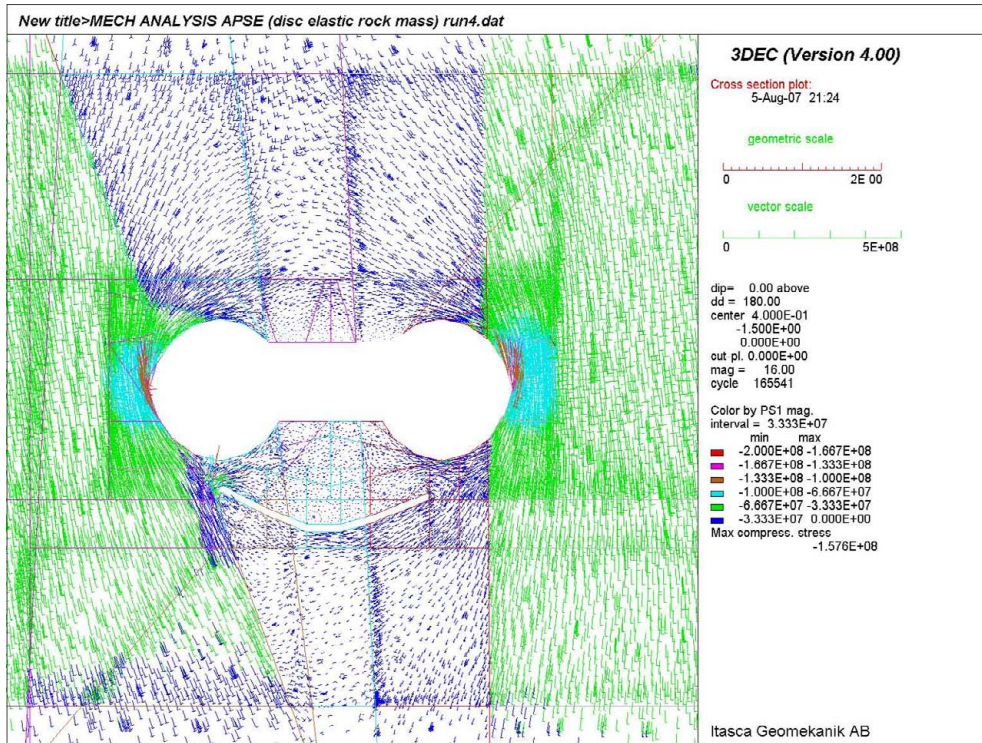 New title>MECH ANALYSIS APSE (disc elastic rock mass) run4.dat
3DEC (Version 4.00)
Cross section plot:
5-Aug-07 21:24
geometric scale
0 2E 00
vector scale
0 5E+08
dip= 0.00 above
dd = 180.00
center 4.000E-01
-1.500E+00
0.000E+00
cut pl. 0.000E+00
mag = 16.00
cycle 165541
Color by PS1 mag.
interval = 3.333E+07
min max
-2.000E+08 -1.667E+08
-1.667E+08 -1.333E+08
-1.333E+08 -1.000E+08
-1.000E+08 -6.667E+07
-6.667E+07 -3.333E+07
-3.333E+07 0.000E+00
Max compress. stress
-1.576E+08
Itasca Geomekanik AB